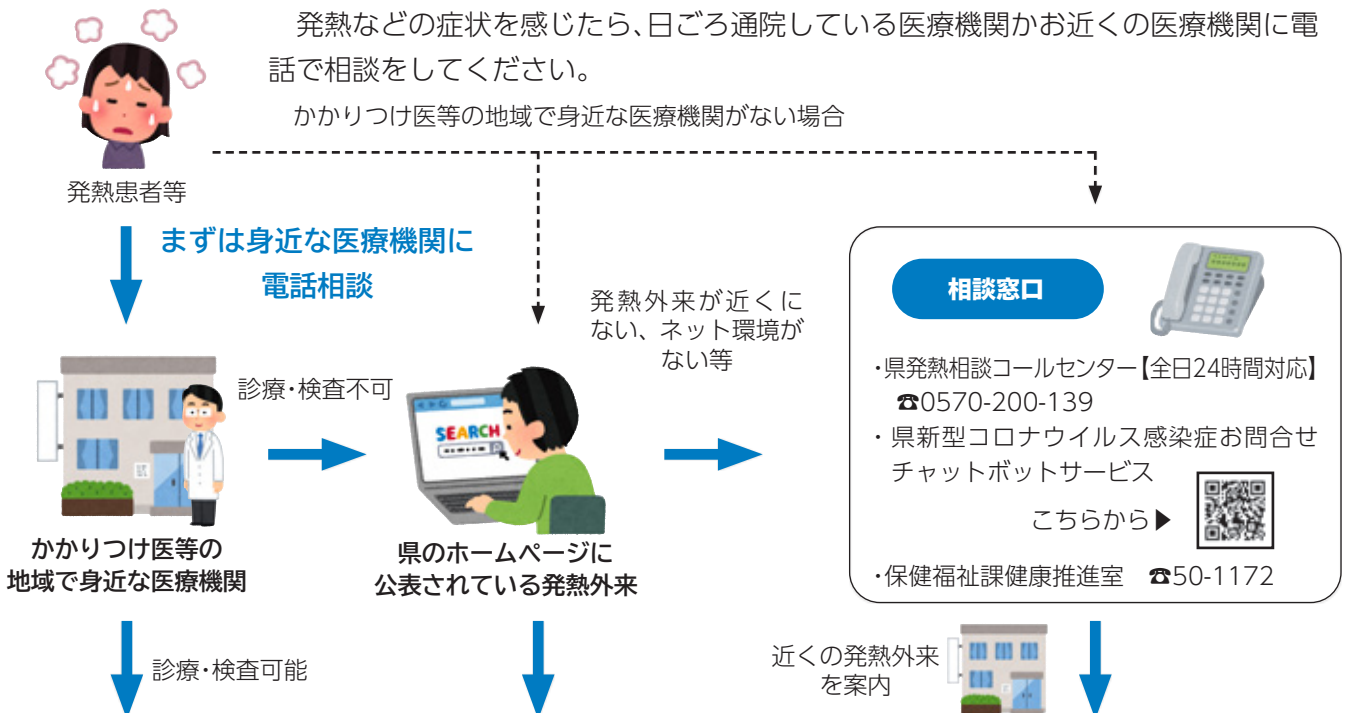 発熱などの症状を感じたら、日ごろ通院している医療機関かお近くの医療機関に電
話で相談をしてください。
かかりつけ医等の地域で身近な医療機関がない場合
発熱患者等
まずは身近な医療機関に
電話相談
発熱外来が近くに
ない、ネット環境が
ない等
相談窓口
・県発熱相談コールセンター【全日24時間対応】
☎0570-200-139
・県新型コロナウイルス感染症お問合せ
チャットボットサービス
こちらから▶
・保健福祉課健康推進室 ☎50-1172
診療・検査不可
SEARCH
かかりつけ医等の
地域で身近な医療機関
県のホームページに
公表されている発熱外来
診療・検査可能
近くの発熱外来
を案内